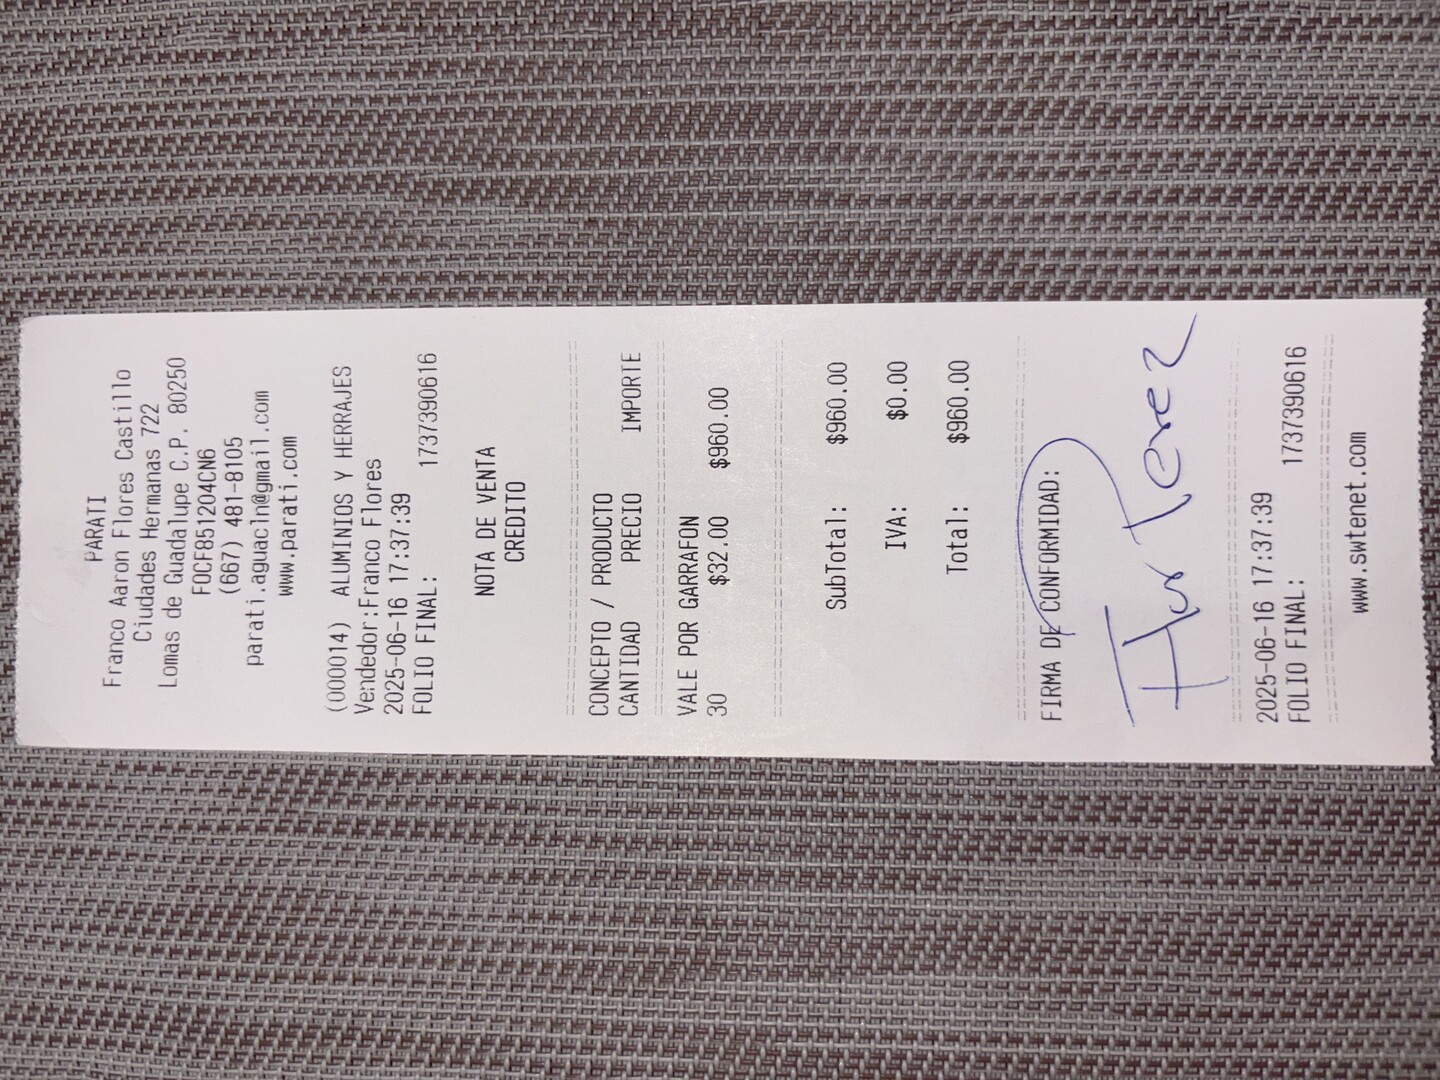 PARATI
Franco Aaron Flores Castillo
Ciudades Hermanas 722
Lomas de Guadalupe C.P. 80250
FOCF851204CN6
(667) 481-8105
parati.aguacln@gmail.com
www.parati.com
(000014) ALUMINIOS Y HERRAJES
Vendedor:Franco Flores
2025-06-16 17:37:39
FOLIO FINAL: 1737390616
NOTA DE VENTA
CREDITO
CONCEPTO / PRODUCTO
CANTIDAD PRECIO IMPORTE
VALE POR GARRAFON
30 $32.00 $960.00
SubTotal: $960.00
IVA: $0.00
Total: $960.00
FIRMA DE CONFORMIDAD:
Perez
2025-06-16 17:37:39
FOLIO FINAL: 1737390616
www.swtenet.com